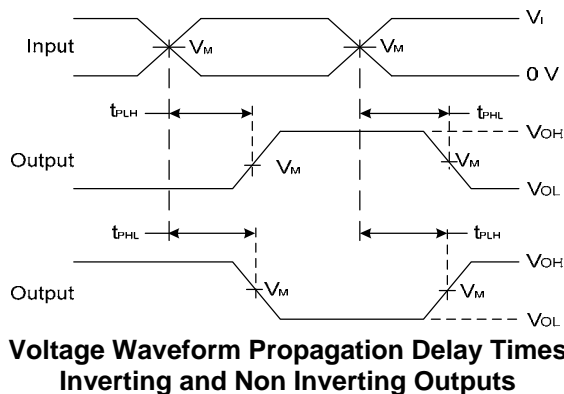 VI
Input
VM
VM
0 V
tPLH
tPHL
VOH
Output
VM
VM
VOL
tPHL
tPLH
VOH
Output
VM
VM
VOL
Voltage Waveform Propagation Delay Times
Inverting and Non Inverting Outputs